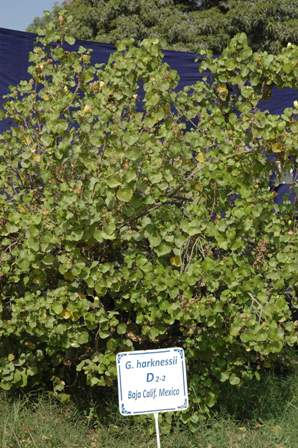 G. harknessii
D2-2
Baja Calif. Mexico